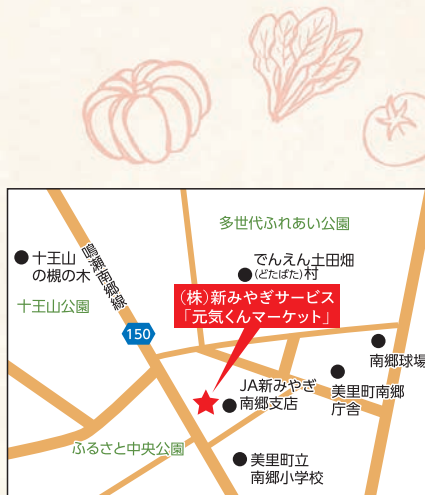 多世代ふれあい公園
十王山
の槻の木
鳴瀬南郷線
でんえん土田畑
(どたばた)村
十王山公園
(株)新みやぎサービス
「元気くんマーケット」
150
南郷球場
JA新みやぎ
南郷支店
美里町南郷
庁舎
ふるさと中央公園
美里町立
南郷小学校